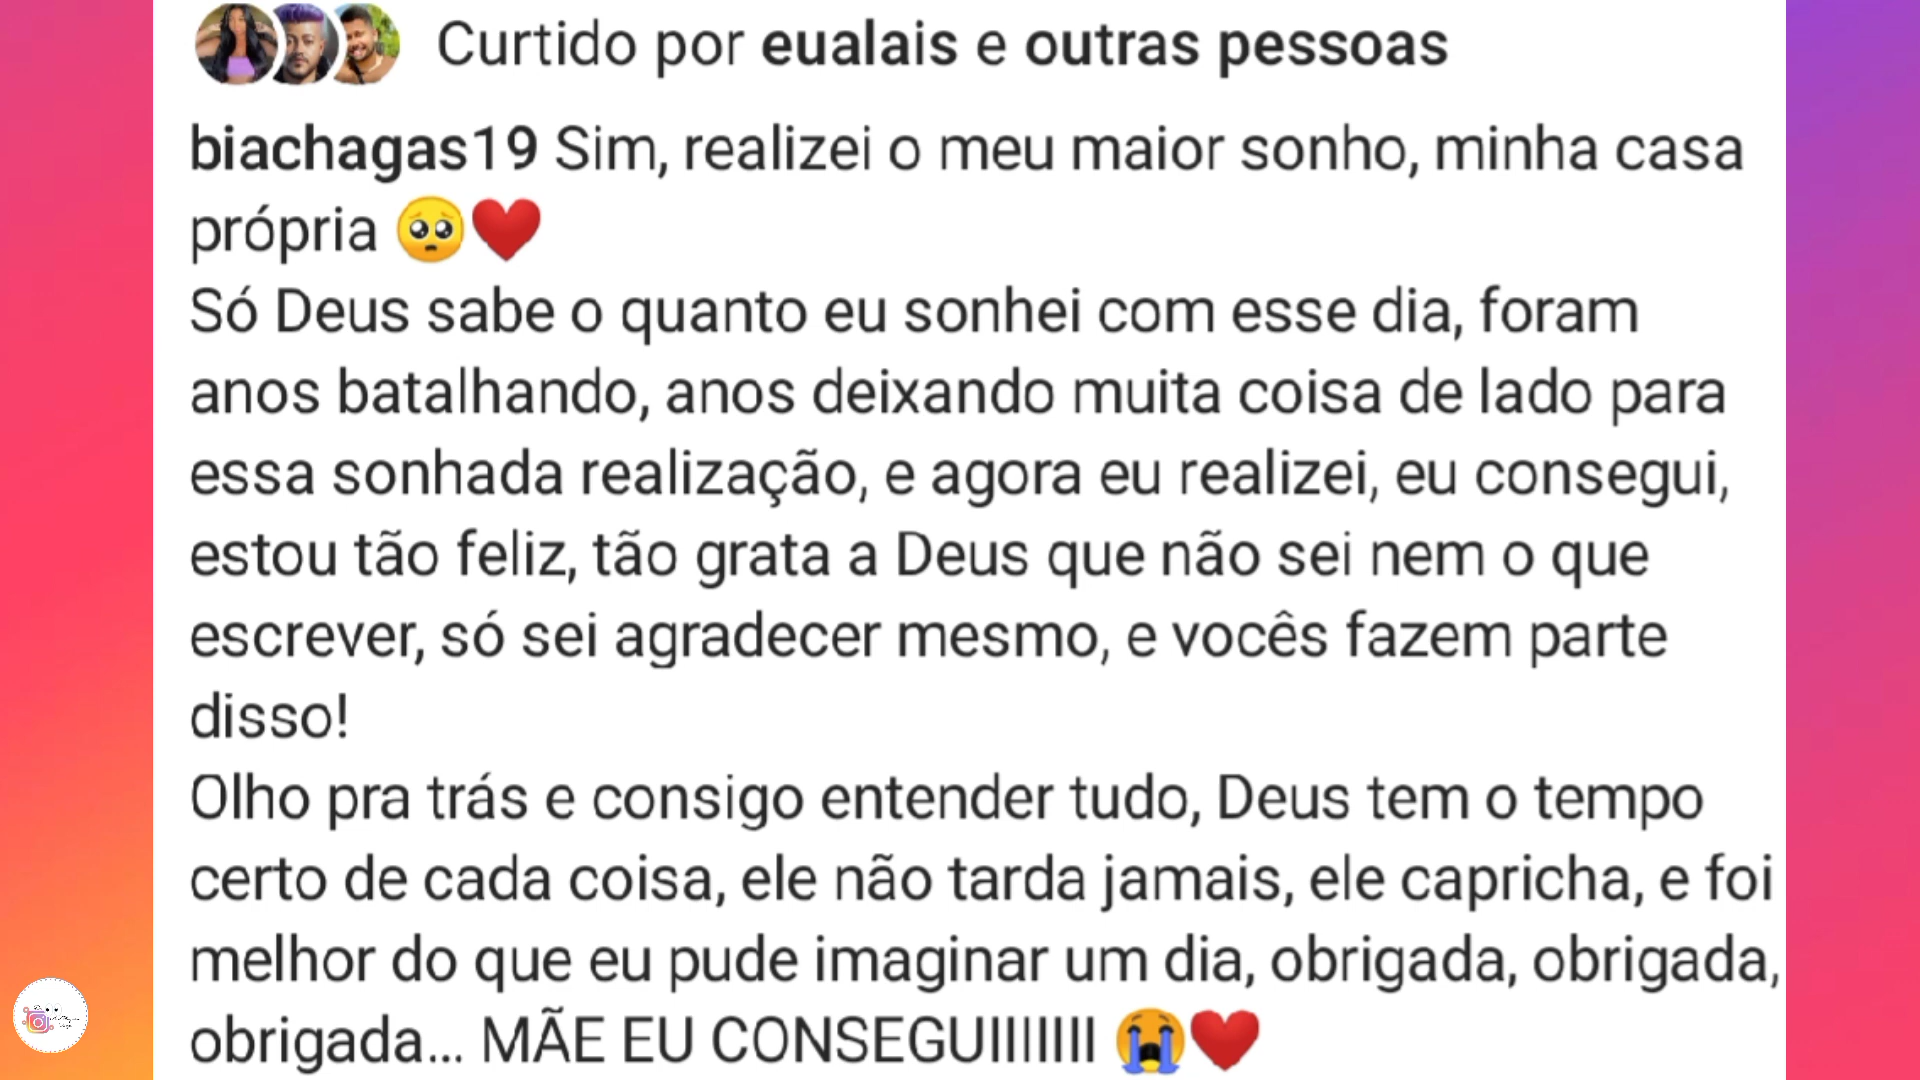 Curtido por eualais e outras pessoas
biachagas19 Sim, realizei o meu maior sonho, minha casa
própria 🥺❤️
Só Deus sabe o quanto eu sonhei com esse dia, foram
anos batalhando, anos deixando muita coisa de lado para
essa sonhada realização, e agora eu realizei, eu consegui,
estou tão feliz, tão grata a Deus que não sei nem o que
escrever, só sei agradecer mesmo, e vocês fazem parte
disso!
Olho pra trás e consigo entender tudo, Deus tem o tempo
certo de cada coisa, ele não tarda jamais, ele capricha, e foi
melhor do que eu pude imaginar um dia, obrigada, obrigada,
obrigada... MÃE EU CONSEGUIIIIIIII 😭❤️